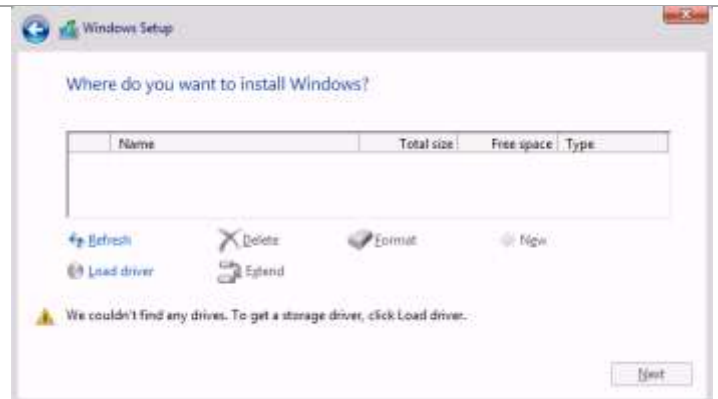 Windows Setup
Where do you want to install Windows?
Name Total size Free space Type
Refresh Delete Format New
Load driver Extend
We couldn't find any drives. To get a storage driver, click Load driver.
Next